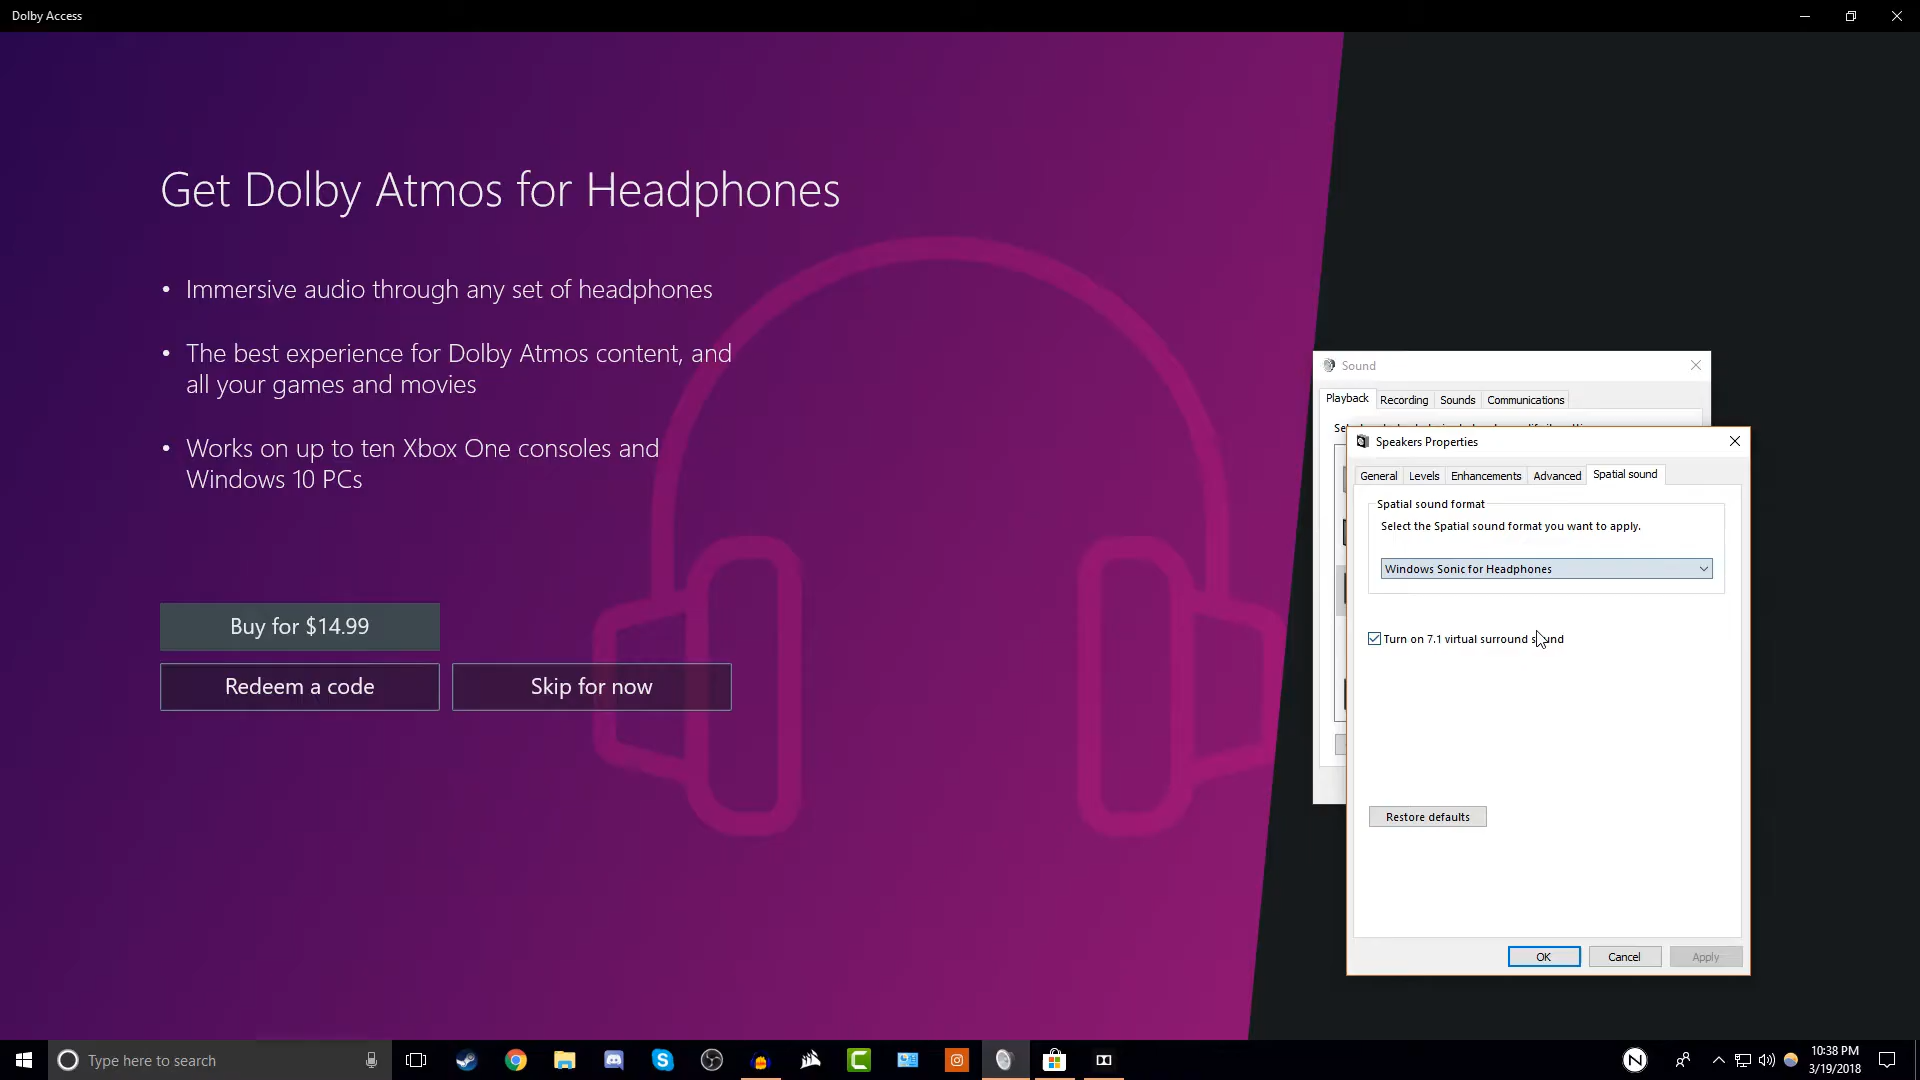 Dolby Access
Get Dolby Atmos for Headphones
• Immersive audio through any set of headphones
• The best experience for Dolby Atmos content, and
all your games and movies
• Works on up to ten Xbox One consoles and
Windows 10 PCs
Buy for $14.99
Redeem a code
Skip for now
Sound
Playback Recording Sounds Communications
Speakers Properties
General Levels Enhancements Advanced Spatial sound
Spatial sound format
Select the Spatial sound format you want to apply.
Windows Sonic for Headphones
Turn on 7.1 virtual surround sound
Restore defaults
OK Cancel Apply
Type here to search
N
10:38 PM
3/19/2018